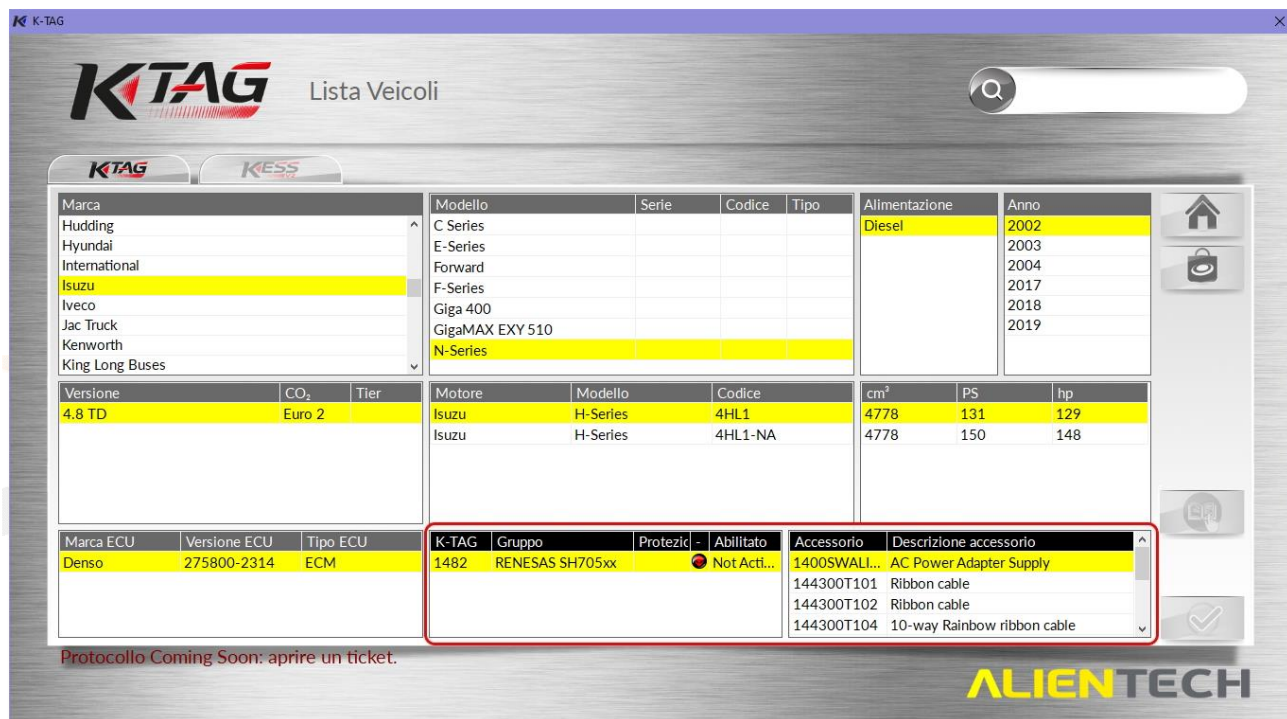 K K-TAG
KTAG Lista Veicoli
KTAG KESS
Marca
Hudding
Hyundai
International
Isuzu
Iveco
Jac Truck
Kenworth
King Long Buses
Modello Serie Codice Tipo
C Series
E-Series
Forward
F-Series
Giga 400
GigaMAX EXY 510
N-Series
Alimentazione
Diesel
Anno
2002
2003
2004
2017
2018
2019
Versione CO₂ Tier
4.8 TD Euro 2
Motore Modello Codice
Isuzu H-Series 4HL1
Isuzu H-Series 4HL1-NA
cm³ PS hp
4778 131 129
4778 150 148
Marca ECU Versione ECU Tipo ECU
Denso 275800-2314 ECM
K-TAG Gruppo Protezic - Abilitato
1482 RENESAS SH705xx Not Acti...
Accessorio Descrizione accessorio
1400SWALI... AC Power Adapter Supply
144300T101 Ribbon cable
144300T102 Ribbon cable
144300T104 10-way Rainbow ribbon cable
Protocollo Coming Soon: aprire un ticket.
ALIENTECH